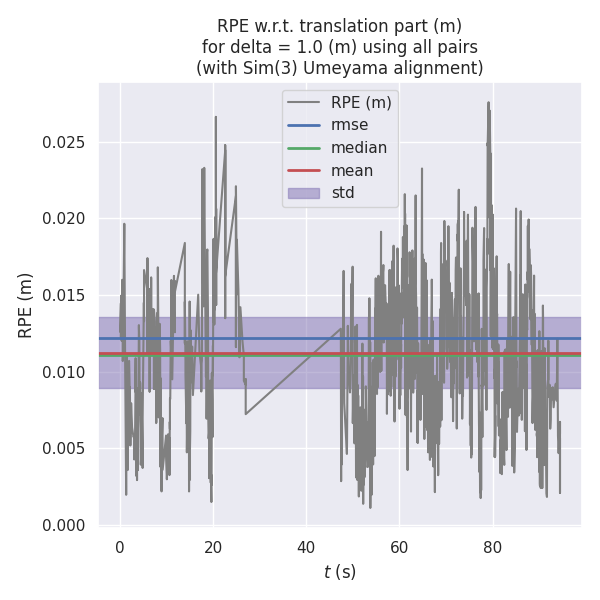 RPE w.r.t. translation part (m)
for delta = 1.0 (m) using all pairs
(with Sim(3) Umeyama alignment)
RPE (m)
rmse
median
mean
std
0.025
0.020
0.015
0.010
0.005
0.000
RPE (m)
0
20
40
60
80
t (s)